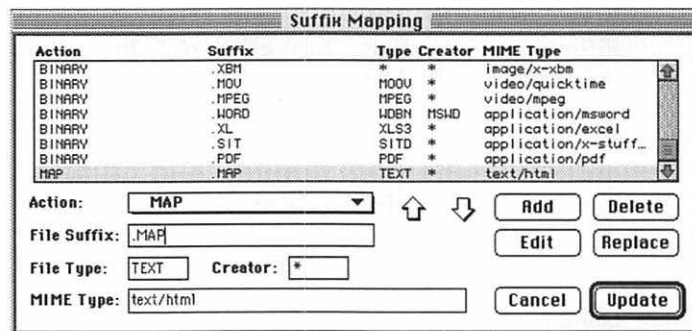 Suffix Mapping
Action Suffix Type Creator MIME Type
BINARY .XBM * * image/x-xbm
BINARY .MOV MOOV * video/quicktime
BINARY .MPEG MPEG * video/mpeg
BINARY .WORD WDBN MSWD application/msword
BINARY .XL XLS3 * application/excel
BINARY .SIT SITD * application/x-stuff…
BINARY .PDF PDF * application/pdf
MAP .MAP TEXT * text/html
Action: MAP Add Delete
File Suffix: .MAP Edit Replace
File Type: TEXT Creator: *
MIME Type: text/html Cancel Update